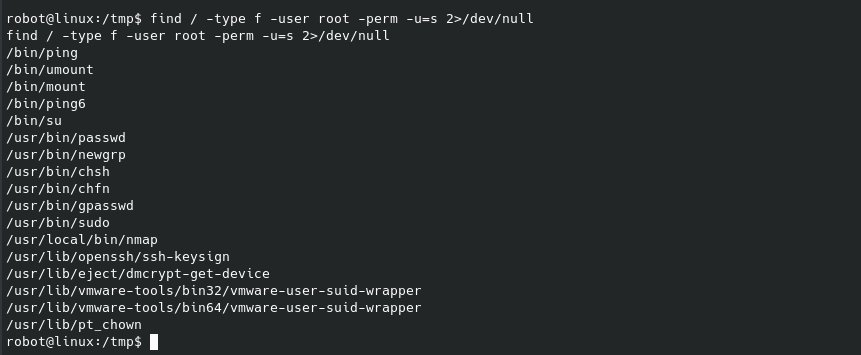 robot@linux:/tmp$ find / -type f -user root -perm -u=s 2>/dev/null
find / -type f -user root -perm -u=s 2>/dev/null
/bin/ping
/bin/umount
/bin/mount
/bin/ping6
/bin/su
/usr/bin/passwd
/usr/bin/newgrp
/usr/bin/chsh
/usr/bin/chfn
/usr/bin/gpasswd
/usr/bin/sudo
/usr/local/bin/nmap
/usr/lib/openssh/ssh-keysign
/usr/lib/eject/dmcrypt-get-device
/usr/lib/vmware-tools/bin32/vmware-user-suid-wrapper
/usr/lib/vmware-tools/bin64/vmware-user-suid-wrapper
/usr/lib/pt_chown
robot@linux:/tmp$